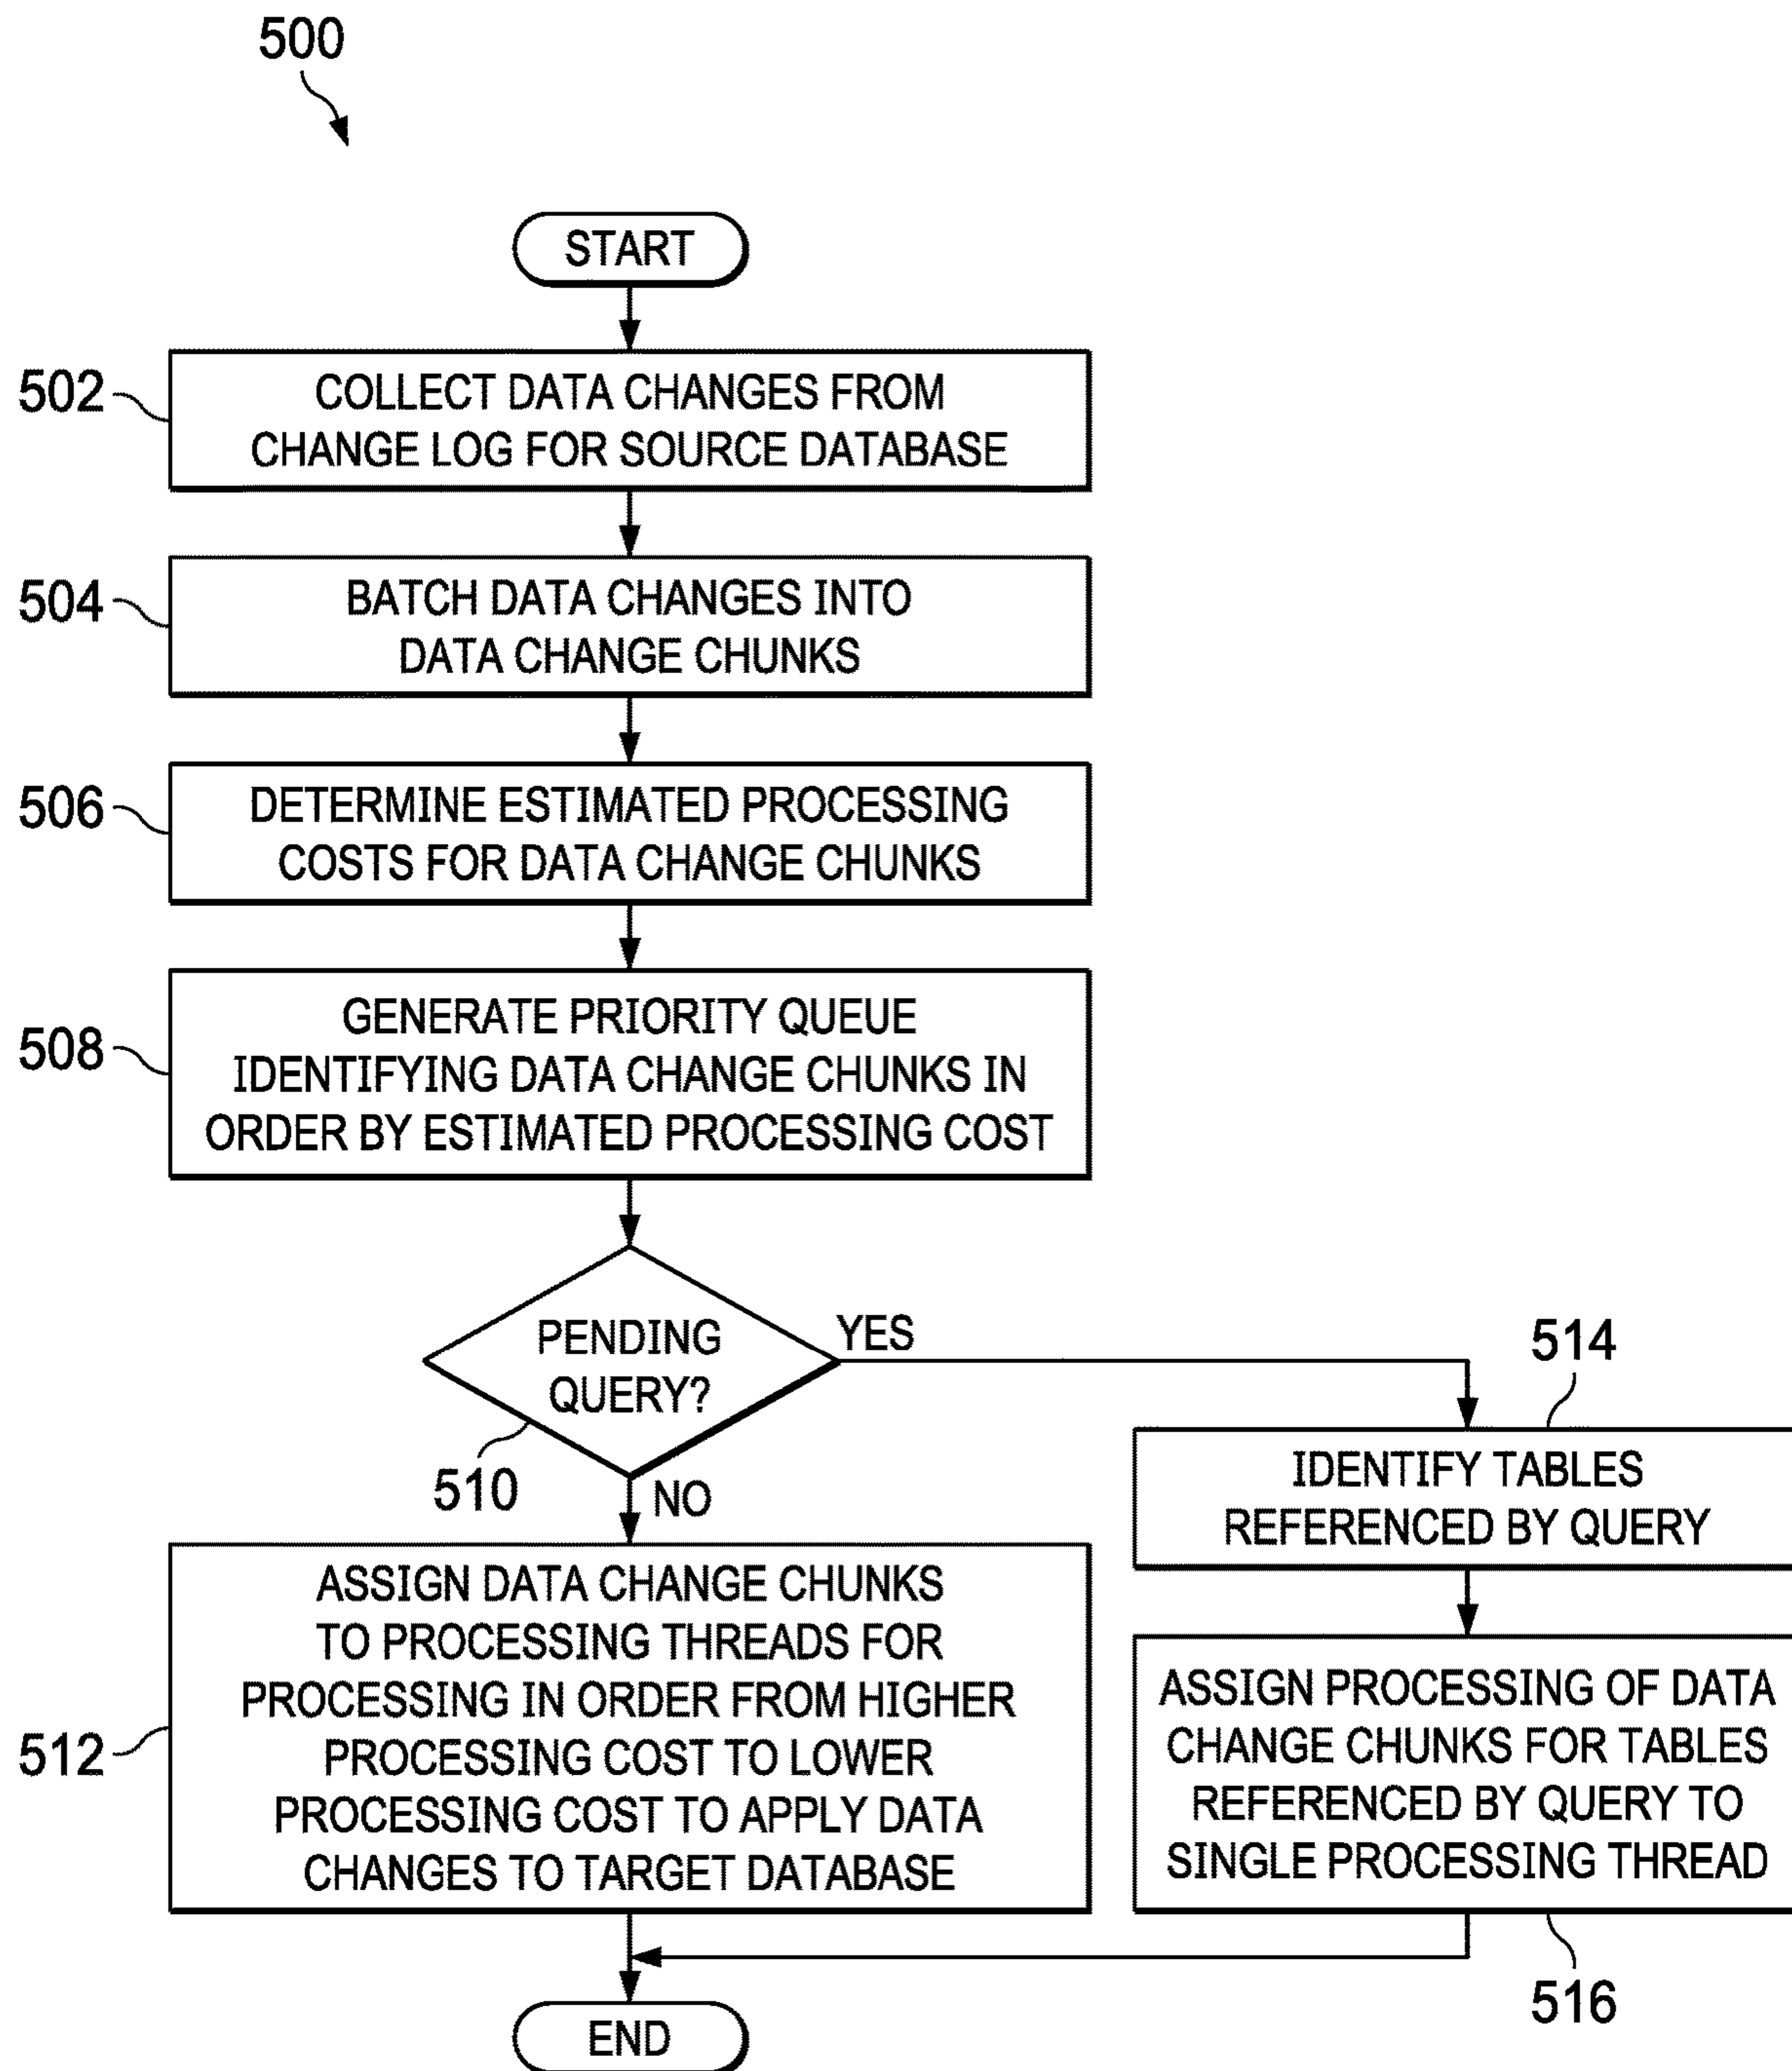 500
START
502
COLLECT DATA CHANGES FROM
CHANGE LOG FOR SOURCE DATABASE
504
BATCH DATA CHANGES INTO
DATA CHANGE CHUNKS
506
DETERMINE ESTIMATED PROCESSING
COSTS FOR DATA CHANGE CHUNKS
508
GENERATE PRIORITY QUEUE
IDENTIFYING DATA CHANGE CHUNKS IN
ORDER BY ESTIMATED PROCESSING COST
PENDING
QUERY?
510
YES
NO
512
ASSIGN DATA CHANGE CHUNKS
TO PROCESSING THREADS FOR
PROCESSING IN ORDER FROM HIGHER
PROCESSING COST TO LOWER
PROCESSING COST TO APPLY DATA
CHANGES TO TARGET DATABASE
514
IDENTIFY TABLES
REFERENCED BY QUERY
ASSIGN PROCESSING OF DATA
CHANGE CHUNKS FOR TABLES
REFERENCED BY QUERY TO
SINGLE PROCESSING THREAD
516
END